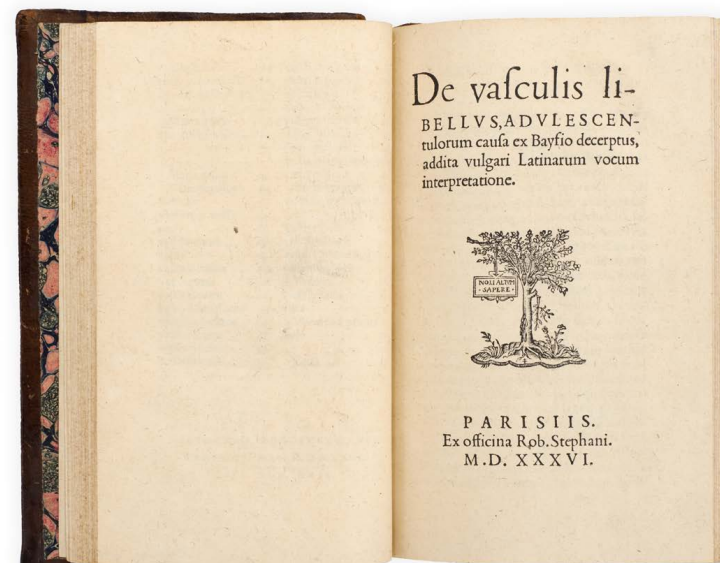 De vaſculis li-
BELLVS, ADVLESCEN-
tulorum cauſa ex Bayfio decerptus,
addita vulgari Latinarum vocum
interpretatione.
NOLI ALTVM
·SAPERE·
PARISIIS.
Ex officina Rob. Stephani.
M.D. XXXVI.